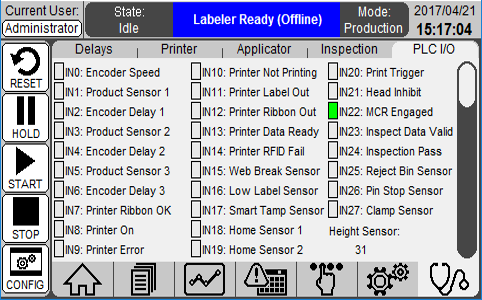 Current User: State: Labeler Ready (Offline) Mode: 2017/04/21
Administrator Idle Production 15:17:04
Delays Printer Applicator Inspection PLC I/O
RESET
HOLD
START
STOP
CONFIG
IN0: Encoder Speed IN10: Printer Not Printing IN20: Print Trigger
IN1: Product Sensor 1 IN11: Printer Label Out IN21: Head Inhibit
IN2: Encoder Delay 1 IN12: Printer Ribbon Out IN22: MCR Engaged
IN3: Product Sensor 2 IN13: Printer Data Ready IN23: Inspect Data Valid
IN4: Encoder Delay 2 IN14: Printer RFID Fail IN24: Inspection Pass
IN5: Product Sensor 3 IN15: Web Break Sensor IN25: Reject Bin Sensor
IN6: Encoder Delay 3 IN16: Low Label Sensor IN26: Pin Stop Sensor
IN7: Printer Ribbon OK IN17: Smart Tamp Sensor IN27: Clamp Sensor
IN8: Printer On IN18: Home Sensor 1 Height Sensor:
IN9: Printer Error IN19: Home Sensor 2 31